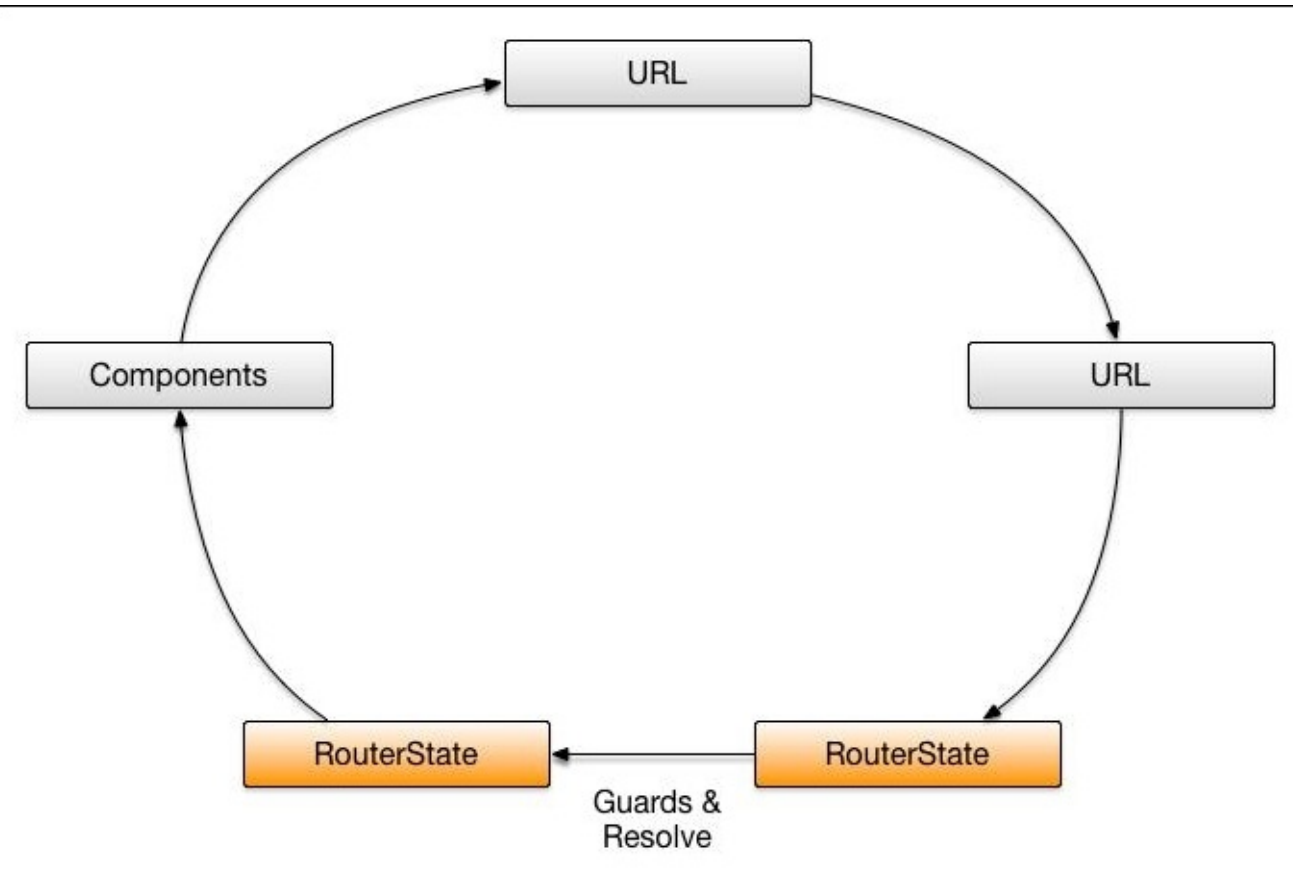 URL
Components
URL
RouterState
RouterState
Guards &
Resolve